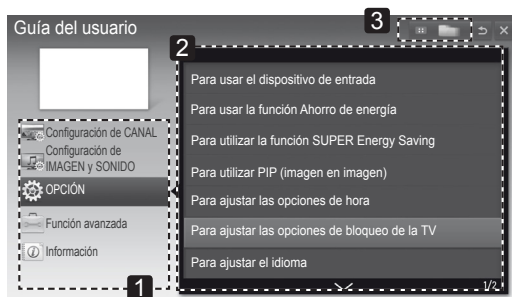 Guía del usuario
3
2
Configuración de CANAL
Configuración de
IMAGEN y SONIDO
OPCIÓN
Función avanzada
Información
1
Para usar el dispositivo de entrada
Para usar la función Ahorro de energía
Para utilizar la función SUPER Energy Saving
Para utilizar PIP (imagen en imagen)
Para ajustar las opciones de hora
Para ajustar las opciones de bloqueo de la TV
Para ajustar el idioma
1/2